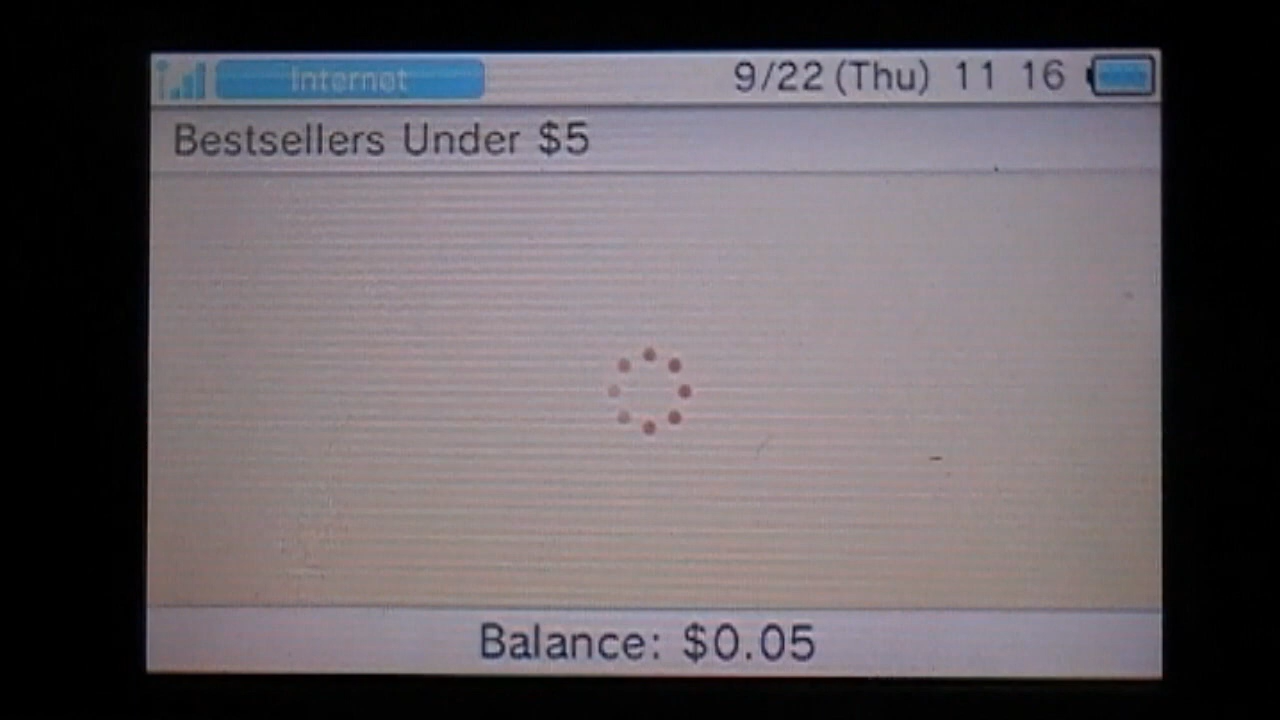 Internet 9/22 (Thu) 11 16
Bestsellers Under $5
Balance: $0.05